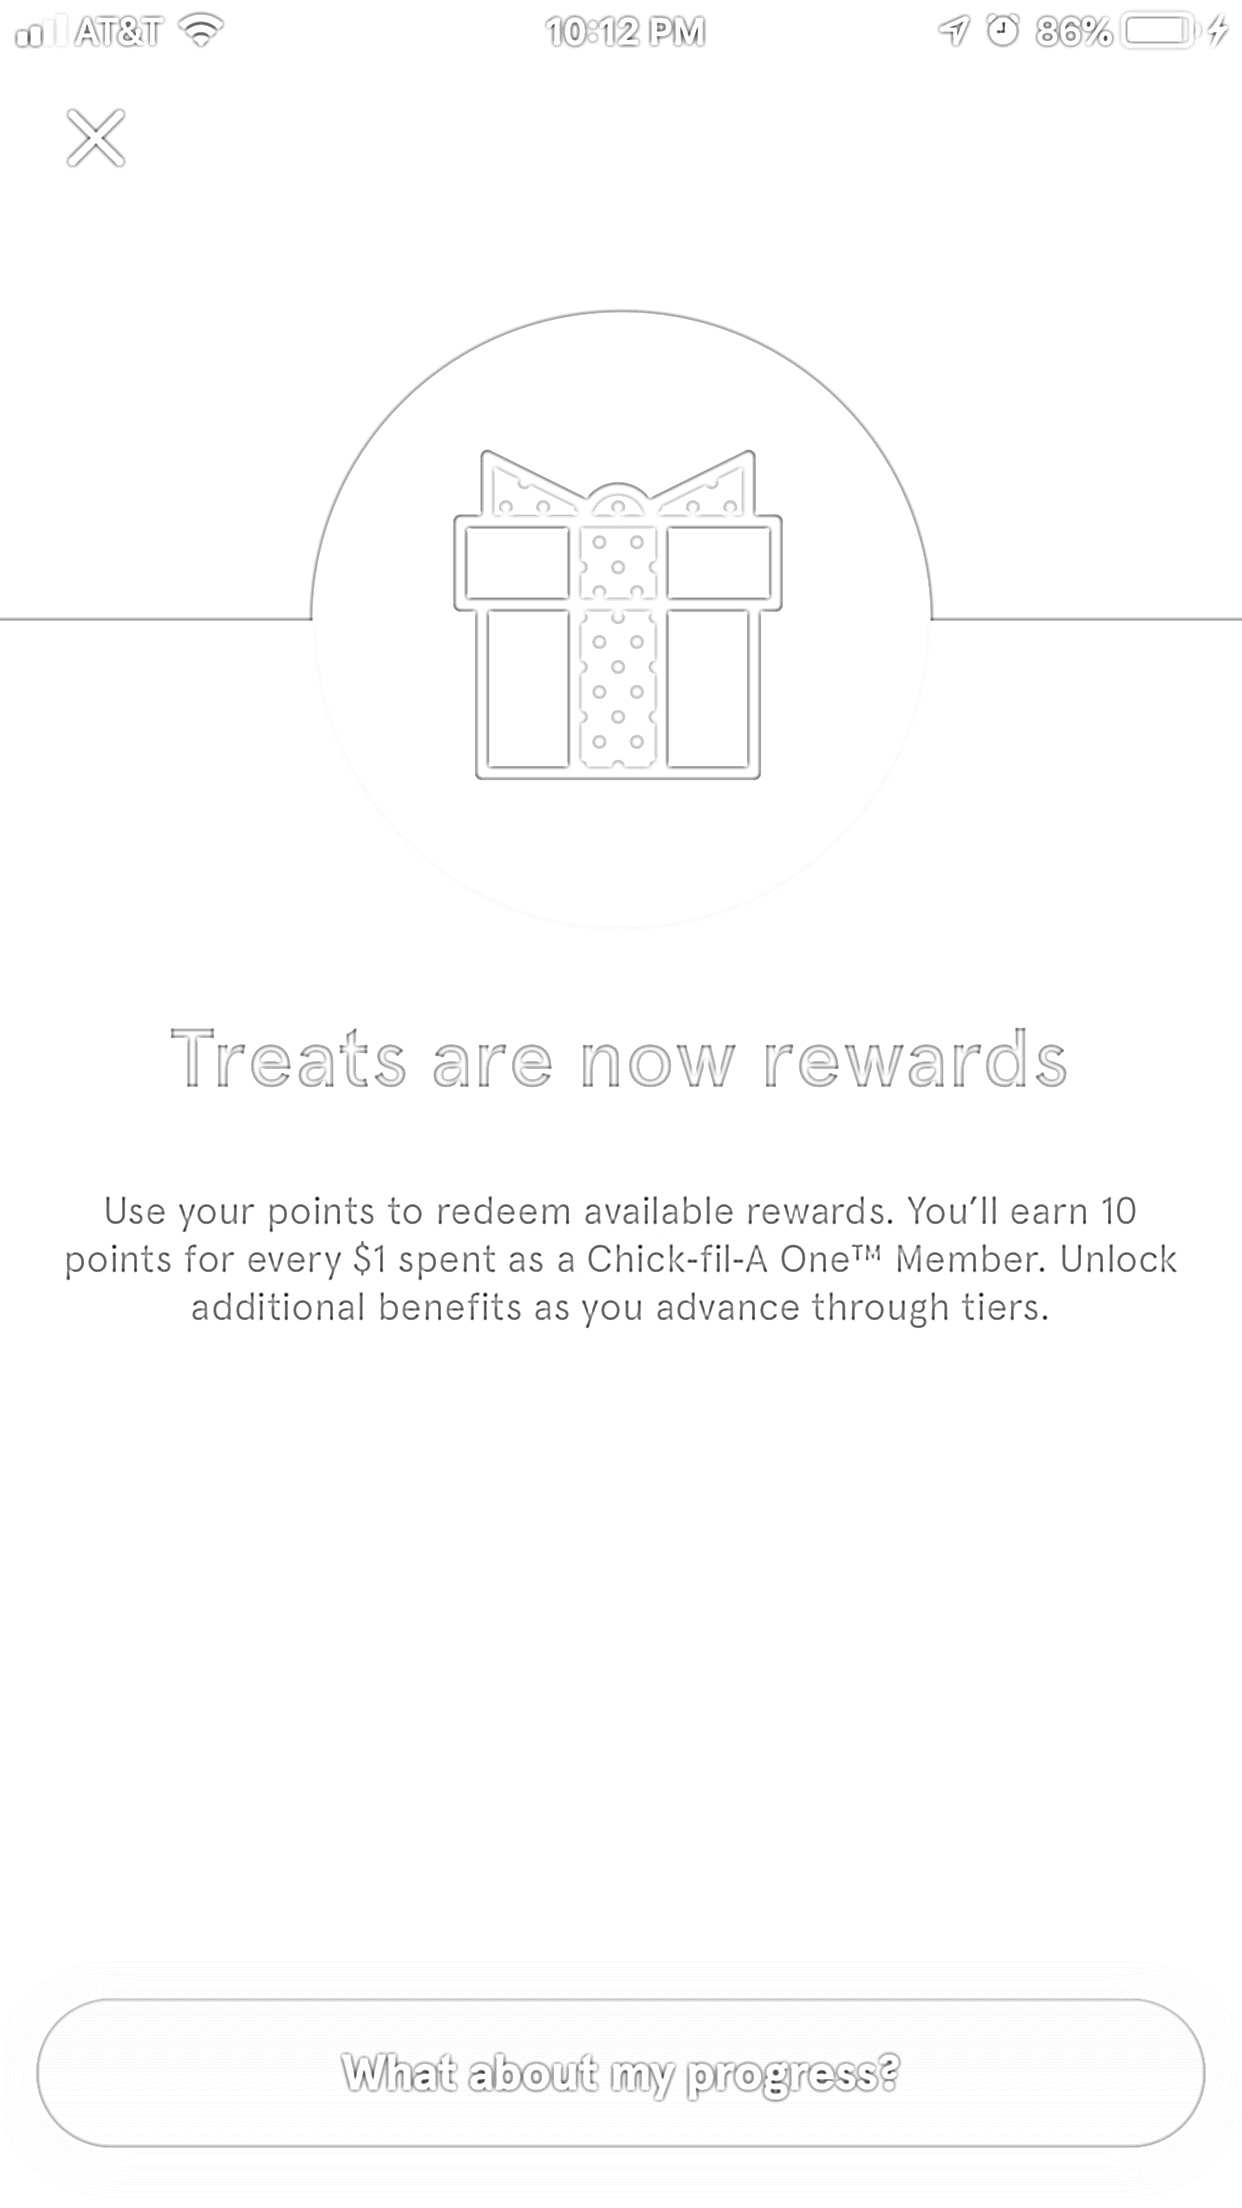 AT&T 10:12 PM 86%
Treats are now rewards
Use your points to redeem available rewards. You’ll earn 10
points for every $1 spent as a Chick-fil-A One™ Member. Unlock
additional benefits as you advance through tiers.
What about my progress?